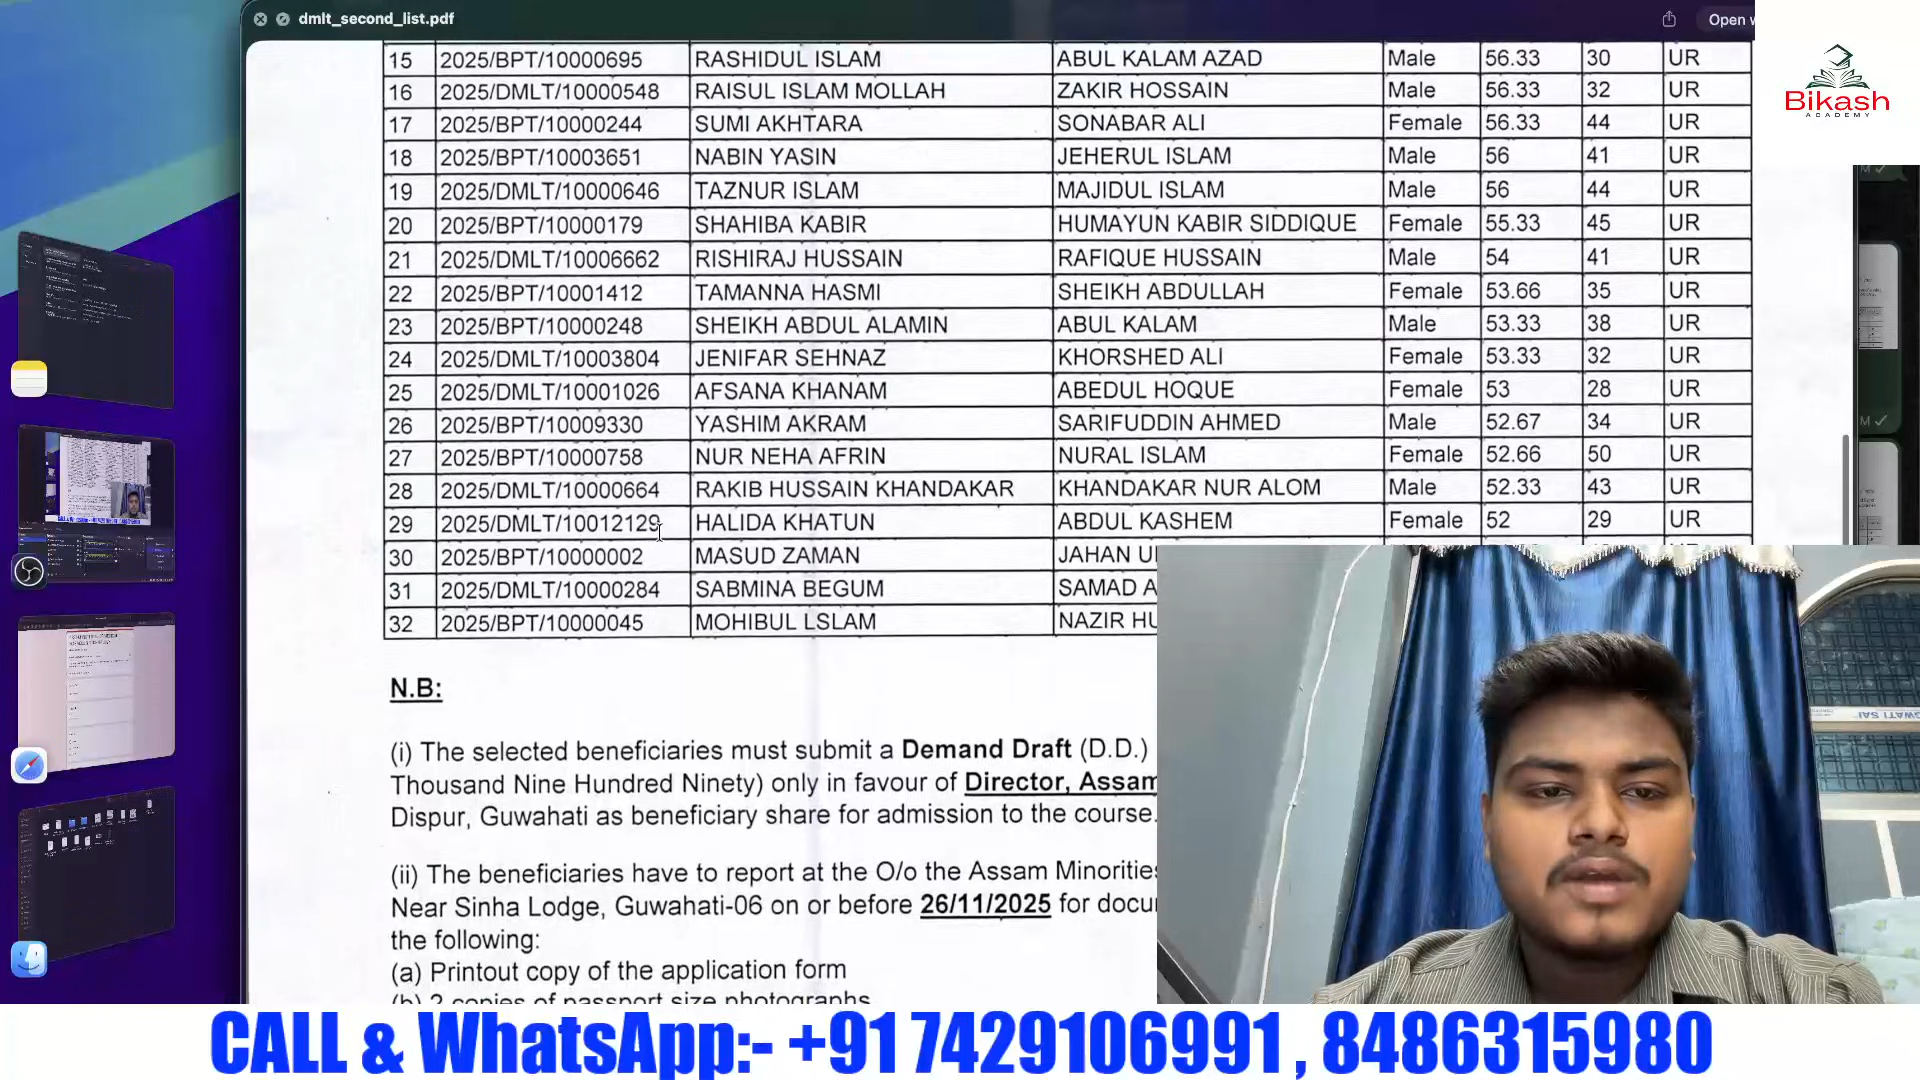 dmlt_second_list.pdf
Open
Bikash
ACADEMY
15 2025/BPT/10000695 RASHIDUL ISLAM ABUL KALAM AZAD Male 56.33 30 UR
16 2025/DMLT/10000548 RAISUL ISLAM MOLLAH ZAKIR HOSSAIN Male 56.33 32 UR
17 2025/BPT/10000244 SUMI AKHTARA SONABAR ALI Female 56.33 44 UR
18 2025/BPT/10003651 NABIN YASIN JEHERUL ISLAM Male 56 41 UR
19 2025/DMLT/10000646 TAZNUR ISLAM MAJIDUL ISLAM Male 56 44 UR
20 2025/BPT/10000179 SHAHIBA KABIR HUMAYUN KABIR SIDDIQUE Female 55.33 45 UR
21 2025/DMLT/10006662 RISHIRAJ HUSSAIN RAFIQUE HUSSAIN Male 54 41 UR
22 2025/BPT/10001412 TAMANNA HASMI SHEIKH ABDULLAH Female 53.66 35 UR
23 2025/BPT/10000248 SHEIKH ABDUL ALAMIN ABUL KALAM Male 53.33 38 UR
24 2025/DMLT/10003804 JENIFAR SEHNAZ KHORSHED ALI Female 53.33 32 UR
25 2025/DMLT/10001026 AFSANA KHANAM ABEDUL HOQUE Female 53 28 UR
26 2025/BPT/10009330 YASHIM AKRAM SARIFUDDIN AHMED Male 52.67 34 UR
27 2025/BPT/10000758 NUR NEHA AFRIN NURAL ISLAM Female 52.66 50 UR
28 2025/DMLT/10000664 RAKIB HUSSAIN KHANDAKAR KHANDAKAR NUR ALOM Male 52.33 43 UR
29 2025/DMLT/10012129 HALIDA KHATUN ABDUL KASHEM Female 52 29 UR
30 2025/BPT/10000002 MASUD ZAMAN JAHAN U
31 2025/DMLT/10000284 SABMINA BEGUM SAMAD A
32 2025/BPT/10000045 MOHIBUL LSLAM NAZIR HU
N.B:
(i) The selected beneficiaries must submit a Demand Draft (D.D.)
Thousand Nine Hundred Ninety) only in favour of Director, Assam
Dispur, Guwahati as beneficiary share for admission to the course.
(ii) The beneficiaries have to report at the O/o the Assam Minorities
Near Sinha Lodge, Guwahati-06 on or before 26/11/2025 for docu
the following:
(a) Printout copy of the application form
(b) 2 copies of passport size photographs
CALL & WhatsApp:- +91 7429106991 , 8486315980